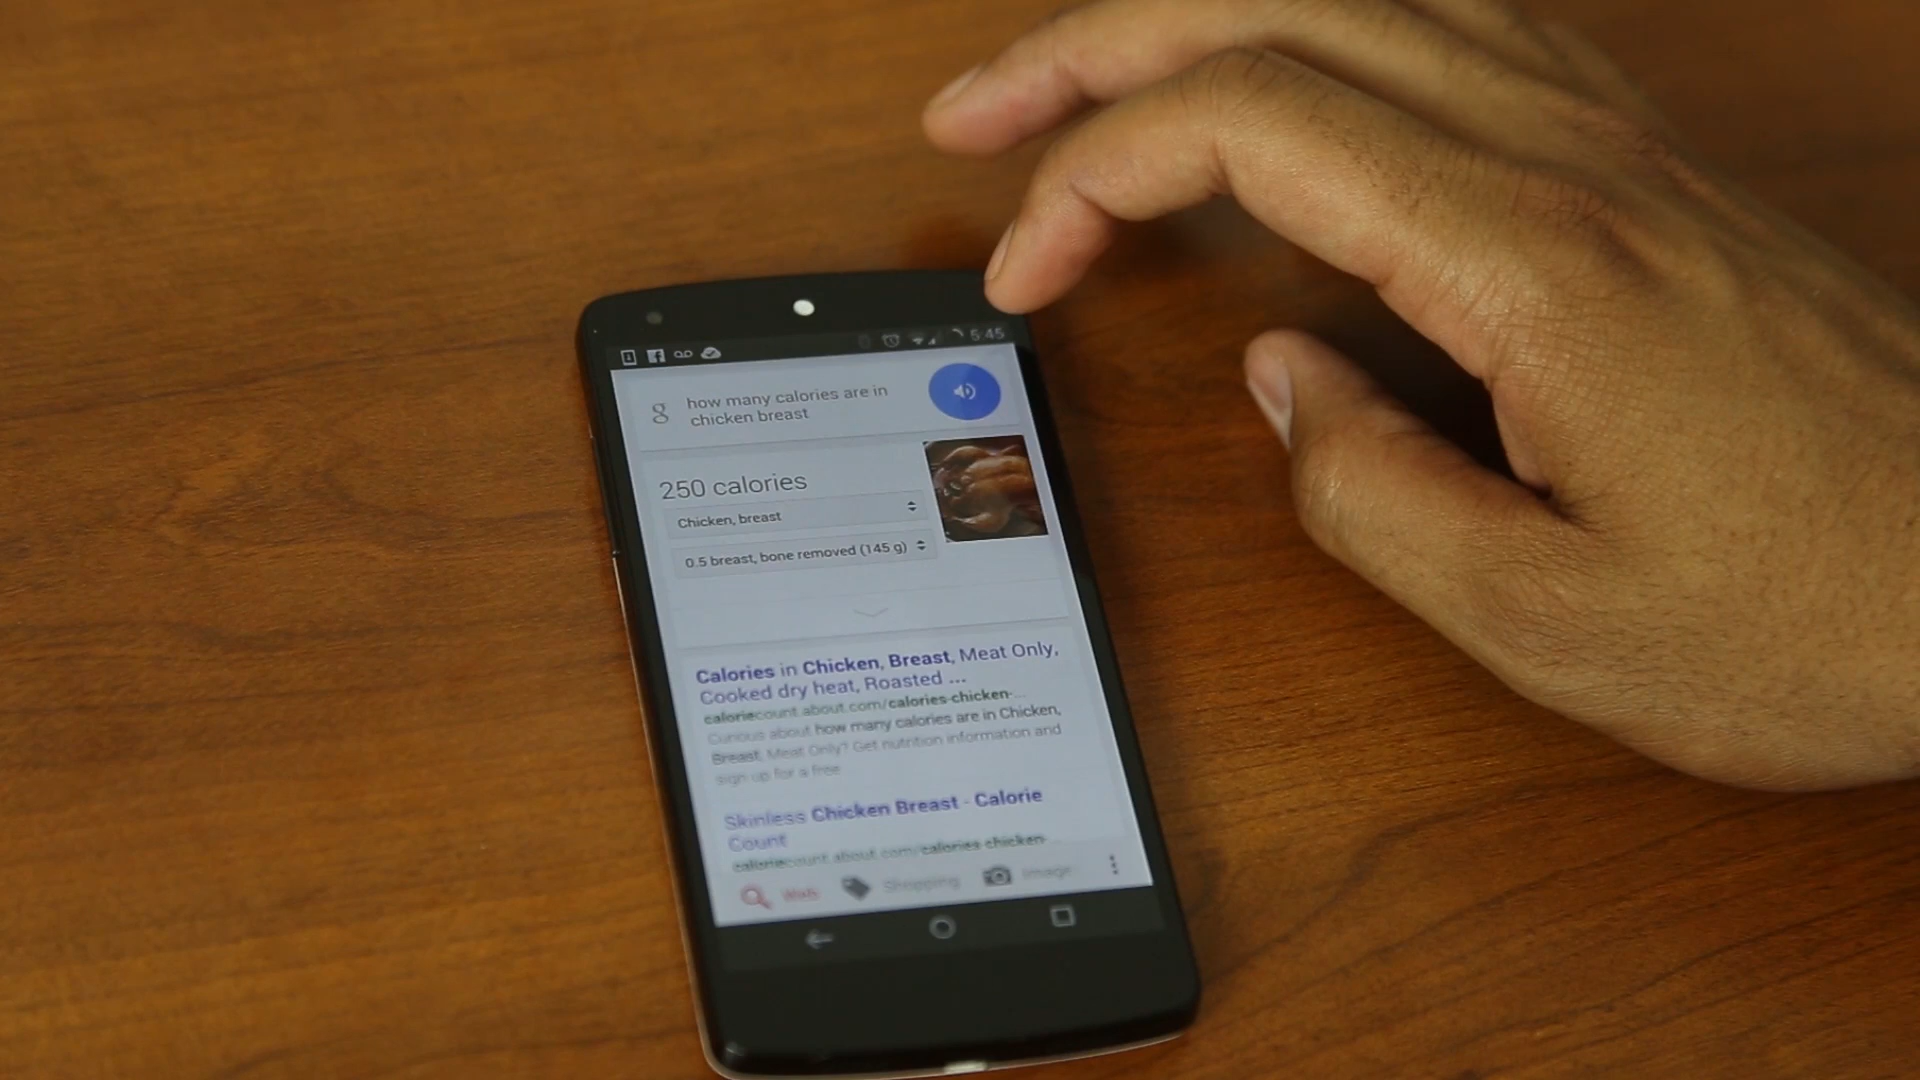 5:45
g how many calories are in
chicken breast
250 calories
Chicken, breast
0.5 breast, bone removed (145 g)
Calories in Chicken, Breast, Meat Only,
Cooked dry heat, Roasted ...
caloriecount.about.com/calories-chicken-...
Curious about how many calories are in Chicken,
Breast, Meat Only? Get nutrition information and
sign up for a free
Skinless Chicken Breast - Calorie
Count
caloriecount.about.com/calories-chicken-...
Web Shopping Image